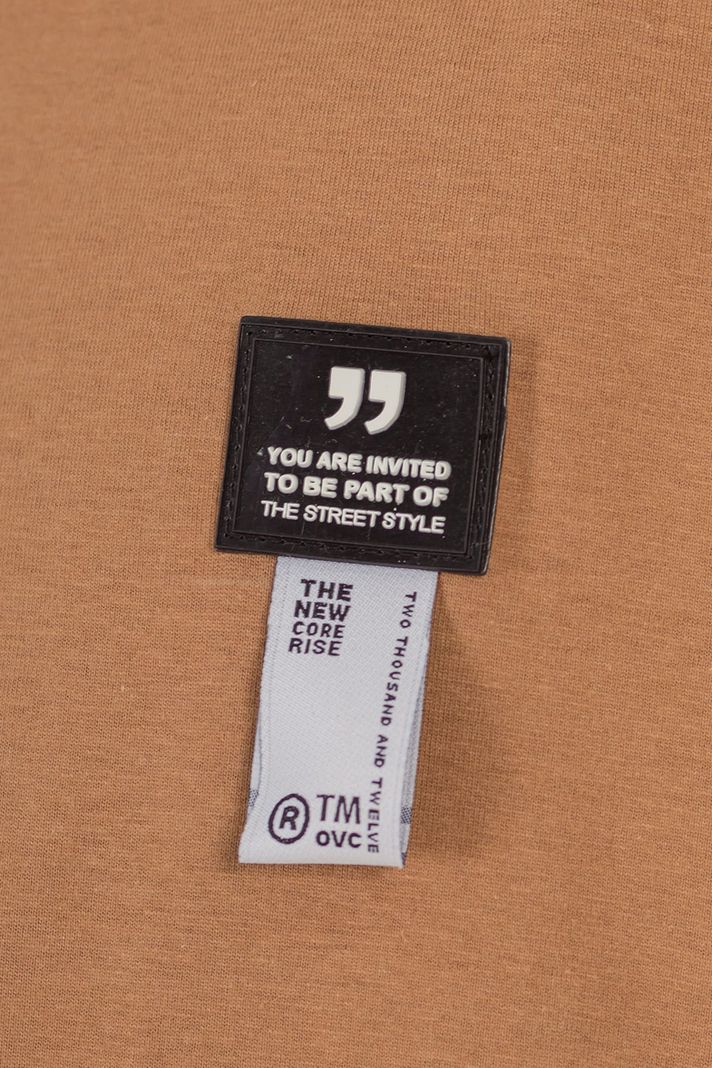 ”
YOU ARE INVITED
TO BE PART OF
THE STREET STYLE
THE
NEW
CORE
RISE
TWO THOUSAND AND TWELVE
® TM
OVC